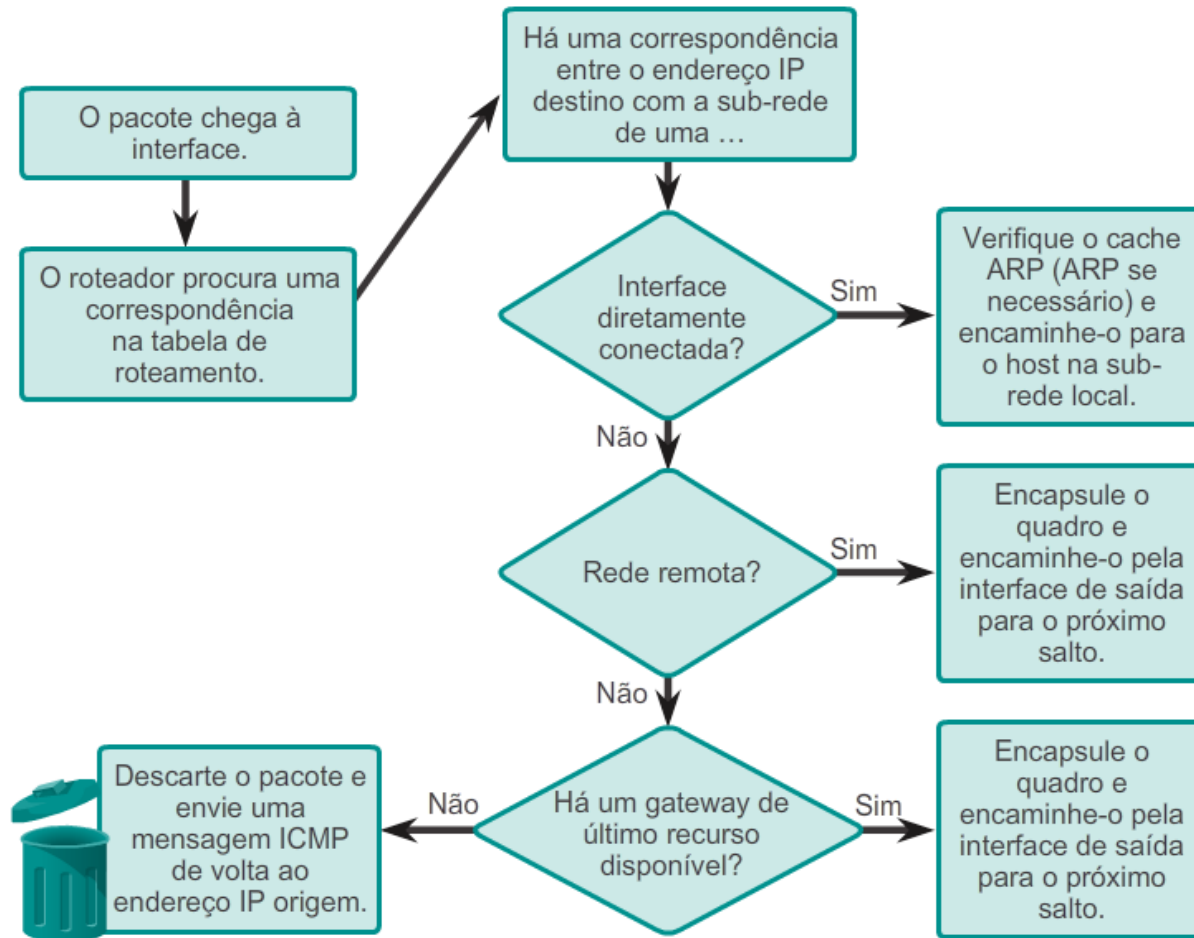 O pacote chega à
interface.
O roteador procura uma
correspondência
na tabela de
roteamento.
Há uma correspondência
entre o endereço IP
destino com a sub-rede
de uma ...
Interface
diretamente
conectada?
Sim
Verifique o cache
ARP (ARP se
necessário) e
encaminhe-o para
o host na sub-
rede local.
Não
Rede remota?
Sim
Encapsule o
quadro e
encaminhe-o pela
interface de saída
para o próximo
salto.
Não
Há um gateway de
último recurso
disponível?
Sim
Encapsule o
quadro e
encaminhe-o pela
interface de saída
para o próximo
salto.
Não
Descarte o pacote e
envie uma
mensagem ICMP
de volta ao
endereço IP origem.